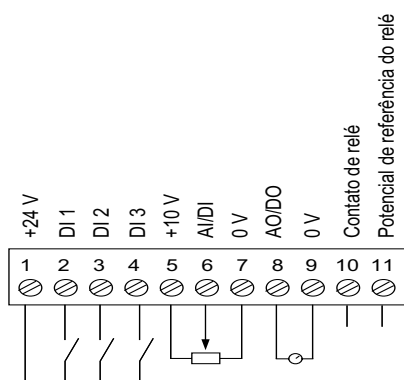 +24 V
DI 1
DI 2
DI 3
+10 V
AI/DI
0 V
AO/DO
0 V
Contato de relé
Potencial de referência do relé
1 2 3 4 5 6 7 8 9 10 11